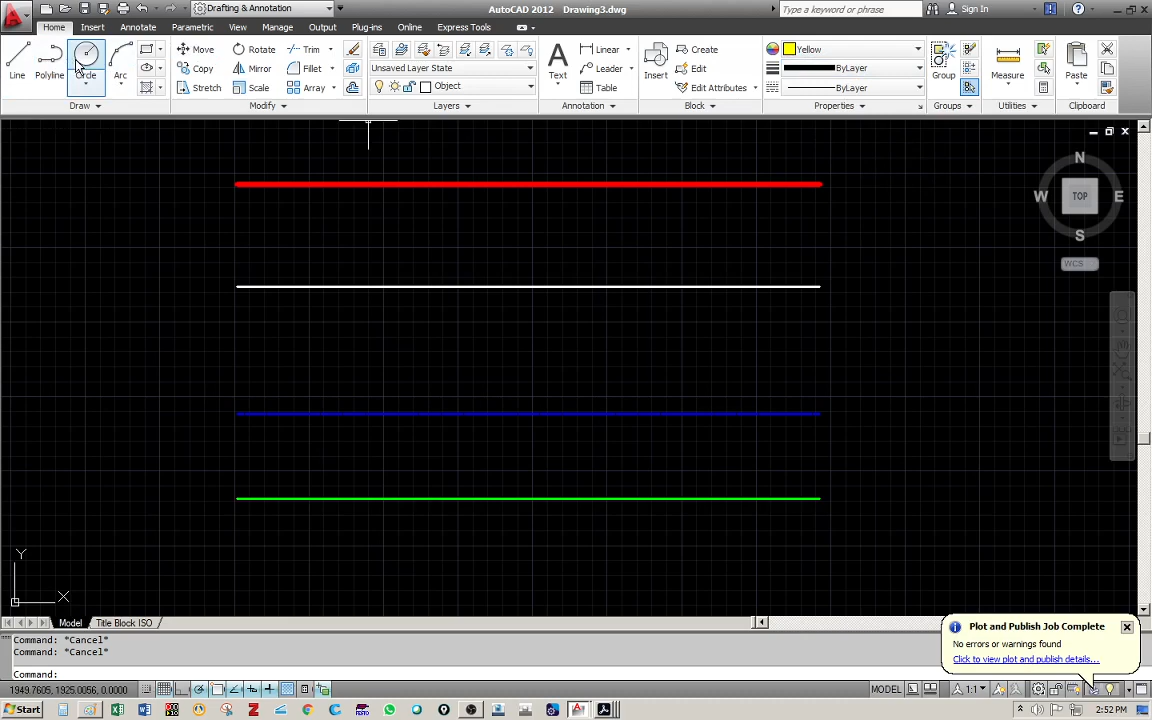 Drafting & Annotation
AutoCAD 2012 Drawing3.dwg
Type a keyword or phrase
Sign In
Home Insert Annotate Parametric View Manage Output Plug-ins Online Express Tools
Move Rotate Trim
Linear
Create
Yellow
Line Polyline Circle Arc
Copy Mirror Fillet
Unsaved Layer State
Text
Leader
Insert
Edit
ByLayer
Group
Measure
Paste
Stretch Scale Array
Object
Table
Edit Attributes
ByLayer
Draw Modify Layers Annotation Block Properties Groups Utilities Clipboard
N
W TOP E
S
WCS
Y
X
Model Title Block ISO
Plot and Publish Job Complete
No errors or warnings found
Click to view plot and publish details...
Command: *Cancel*
Command: *Cancel*
Command:
1949.7605, 1925.0056, 0.0000
MODEL
1:1
Start
2:52 PM